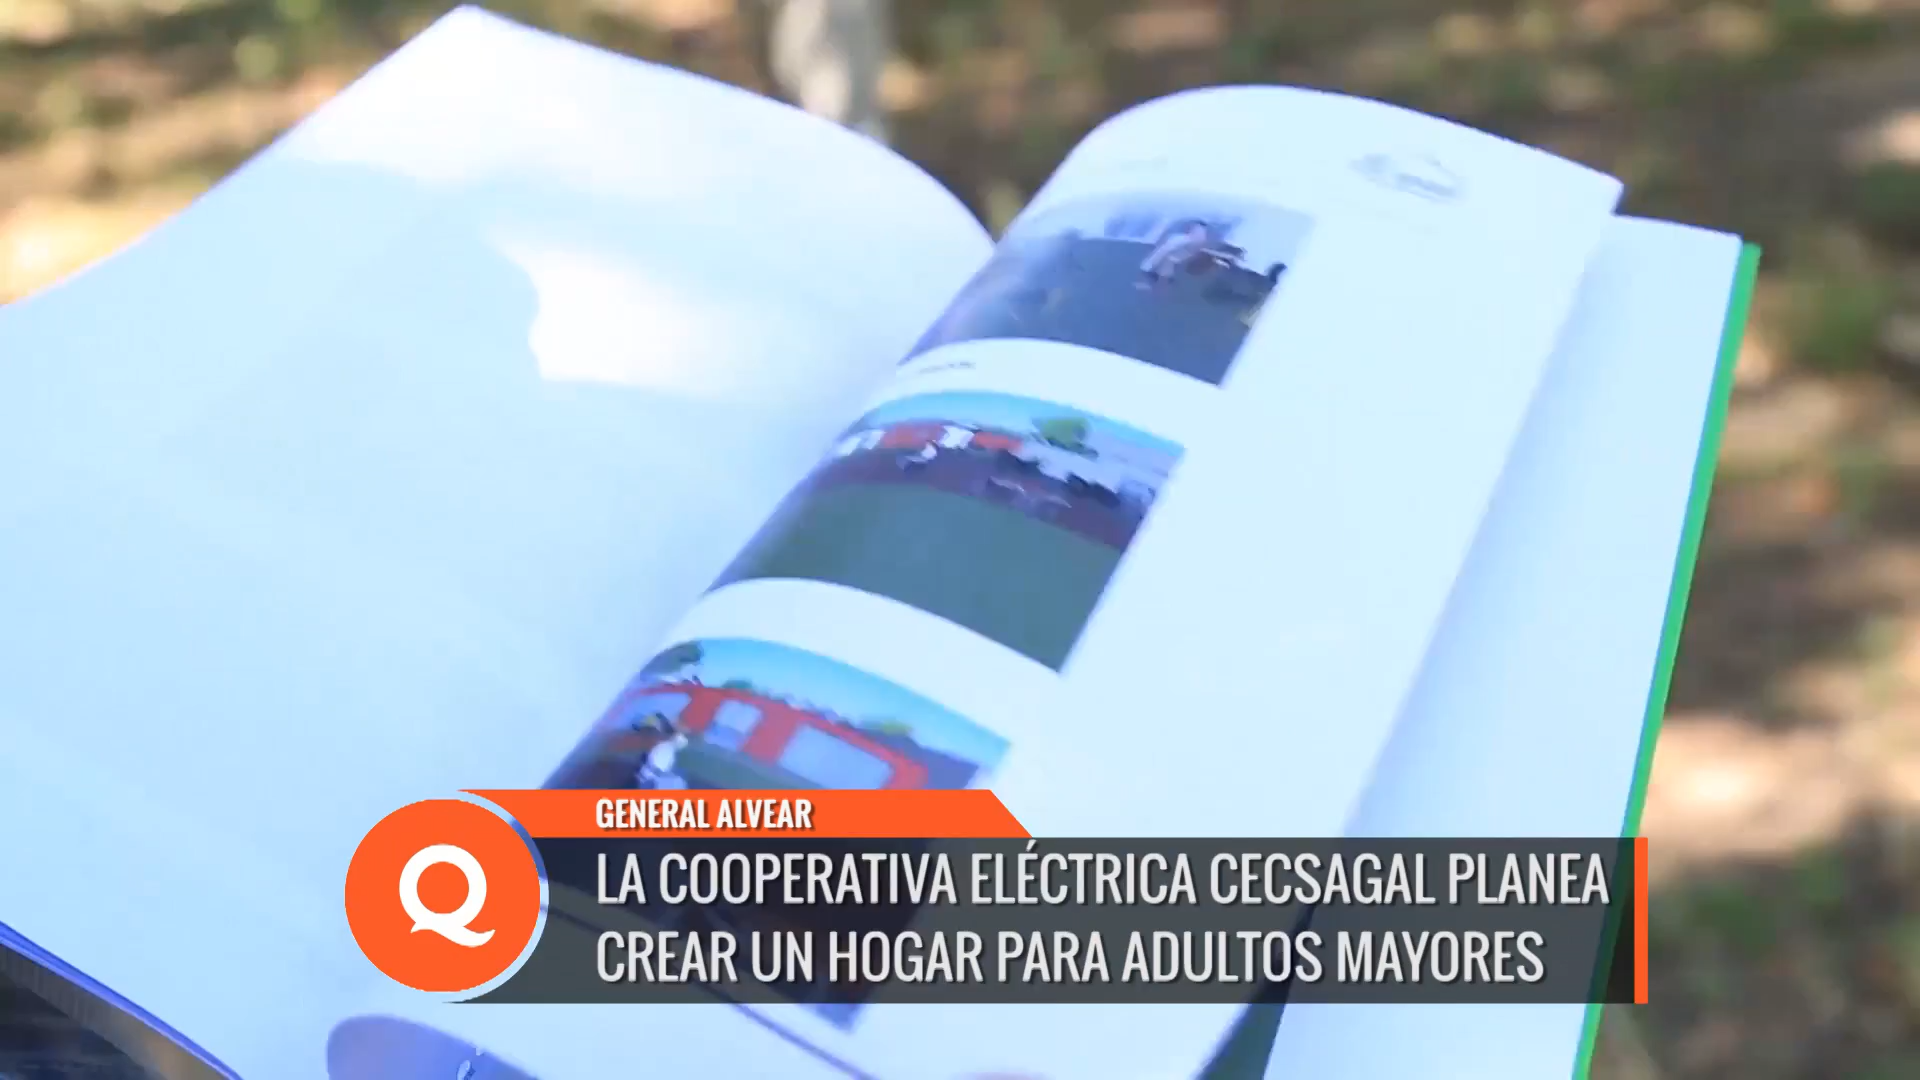 GENERAL ALVEAR
Q
LA COOPERATIVA ELÉCTRICA CECSAGAL PLANEA
CREAR UN HOGAR PARA ADULTOS MAYORES